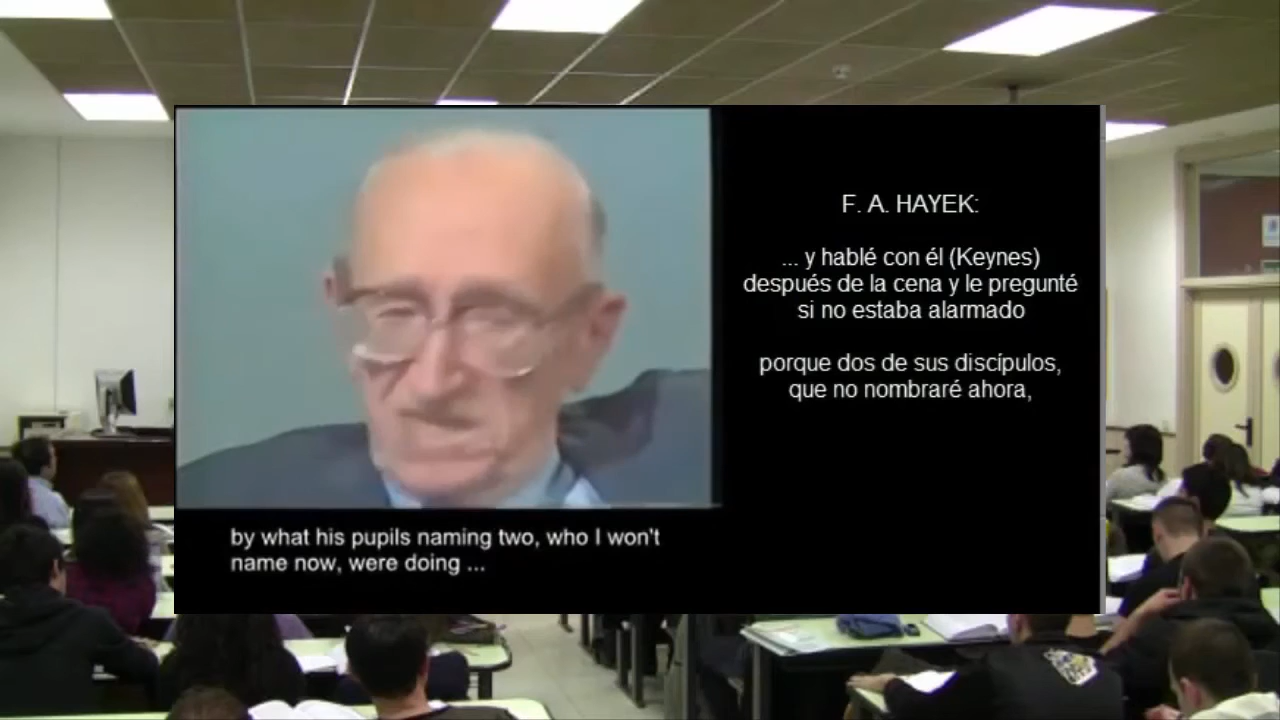 F. A. HAYEK:
... y hablé con él (Keynes)
después de la cena y le pregunté
si no estaba alarmado
porque dos de sus discípulos,
que no nombraré ahora,
by what his pupils naming two, who I won't
name now, were doing ...